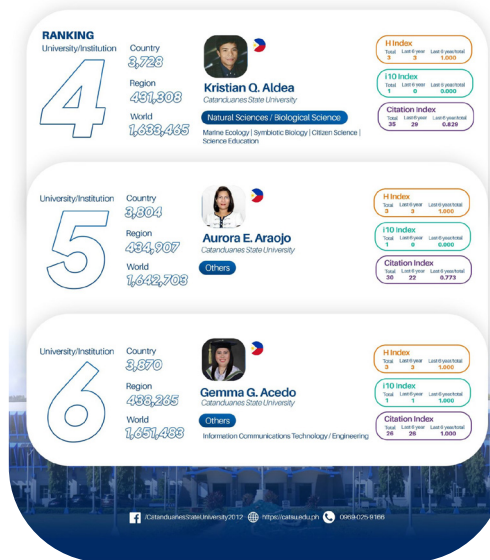 RANKING
University/Institution
4
Country
3,728
Region
431,308
World
1,633,465
Kristian Q. Aldea
Catanduanes State University
Natural Sciences / Biological Science
Marine Ecology | Symbiotic Biology | Citizen Science |
Science Education
H Index
Total Last 6 year Last 6 year/total
3 3 1.000
i10 Index
Total Last 6 year Last 6 year/total
1 0 0.000
Citation Index
Total Last 6 year Last 6 year/total
35 29 0.829
University/Institution
5
Country
3,804
Region
434,907
World
1,642,703
Aurora E. Araojo
Catanduanes State University
Others
H Index
Total Last 6 year Last 6 year/total
3 3 1.000
i10 Index
Total Last 6 year Last 6 year/total
1 0 0.000
Citation Index
Total Last 6 year Last 6 year/total
22 0.773
University/Institution
6
Country
3,870
Region
438,265
World
1,651,483
Gemma G. Acedo
Catanduanes State University
Others
Information Communications Technology / Engineering
H Index
Total Last 6 year Last 6 year/total
3 3 1.000
i10 Index
Total Last 6 year Last 6 year/total
1 1 1.000
Citation Index
Total Last 6 year Last 6 year/total
26 26 1.000
/CatanduanesStateUniversity2012 https://catsu.edu.ph 0969-025-9166